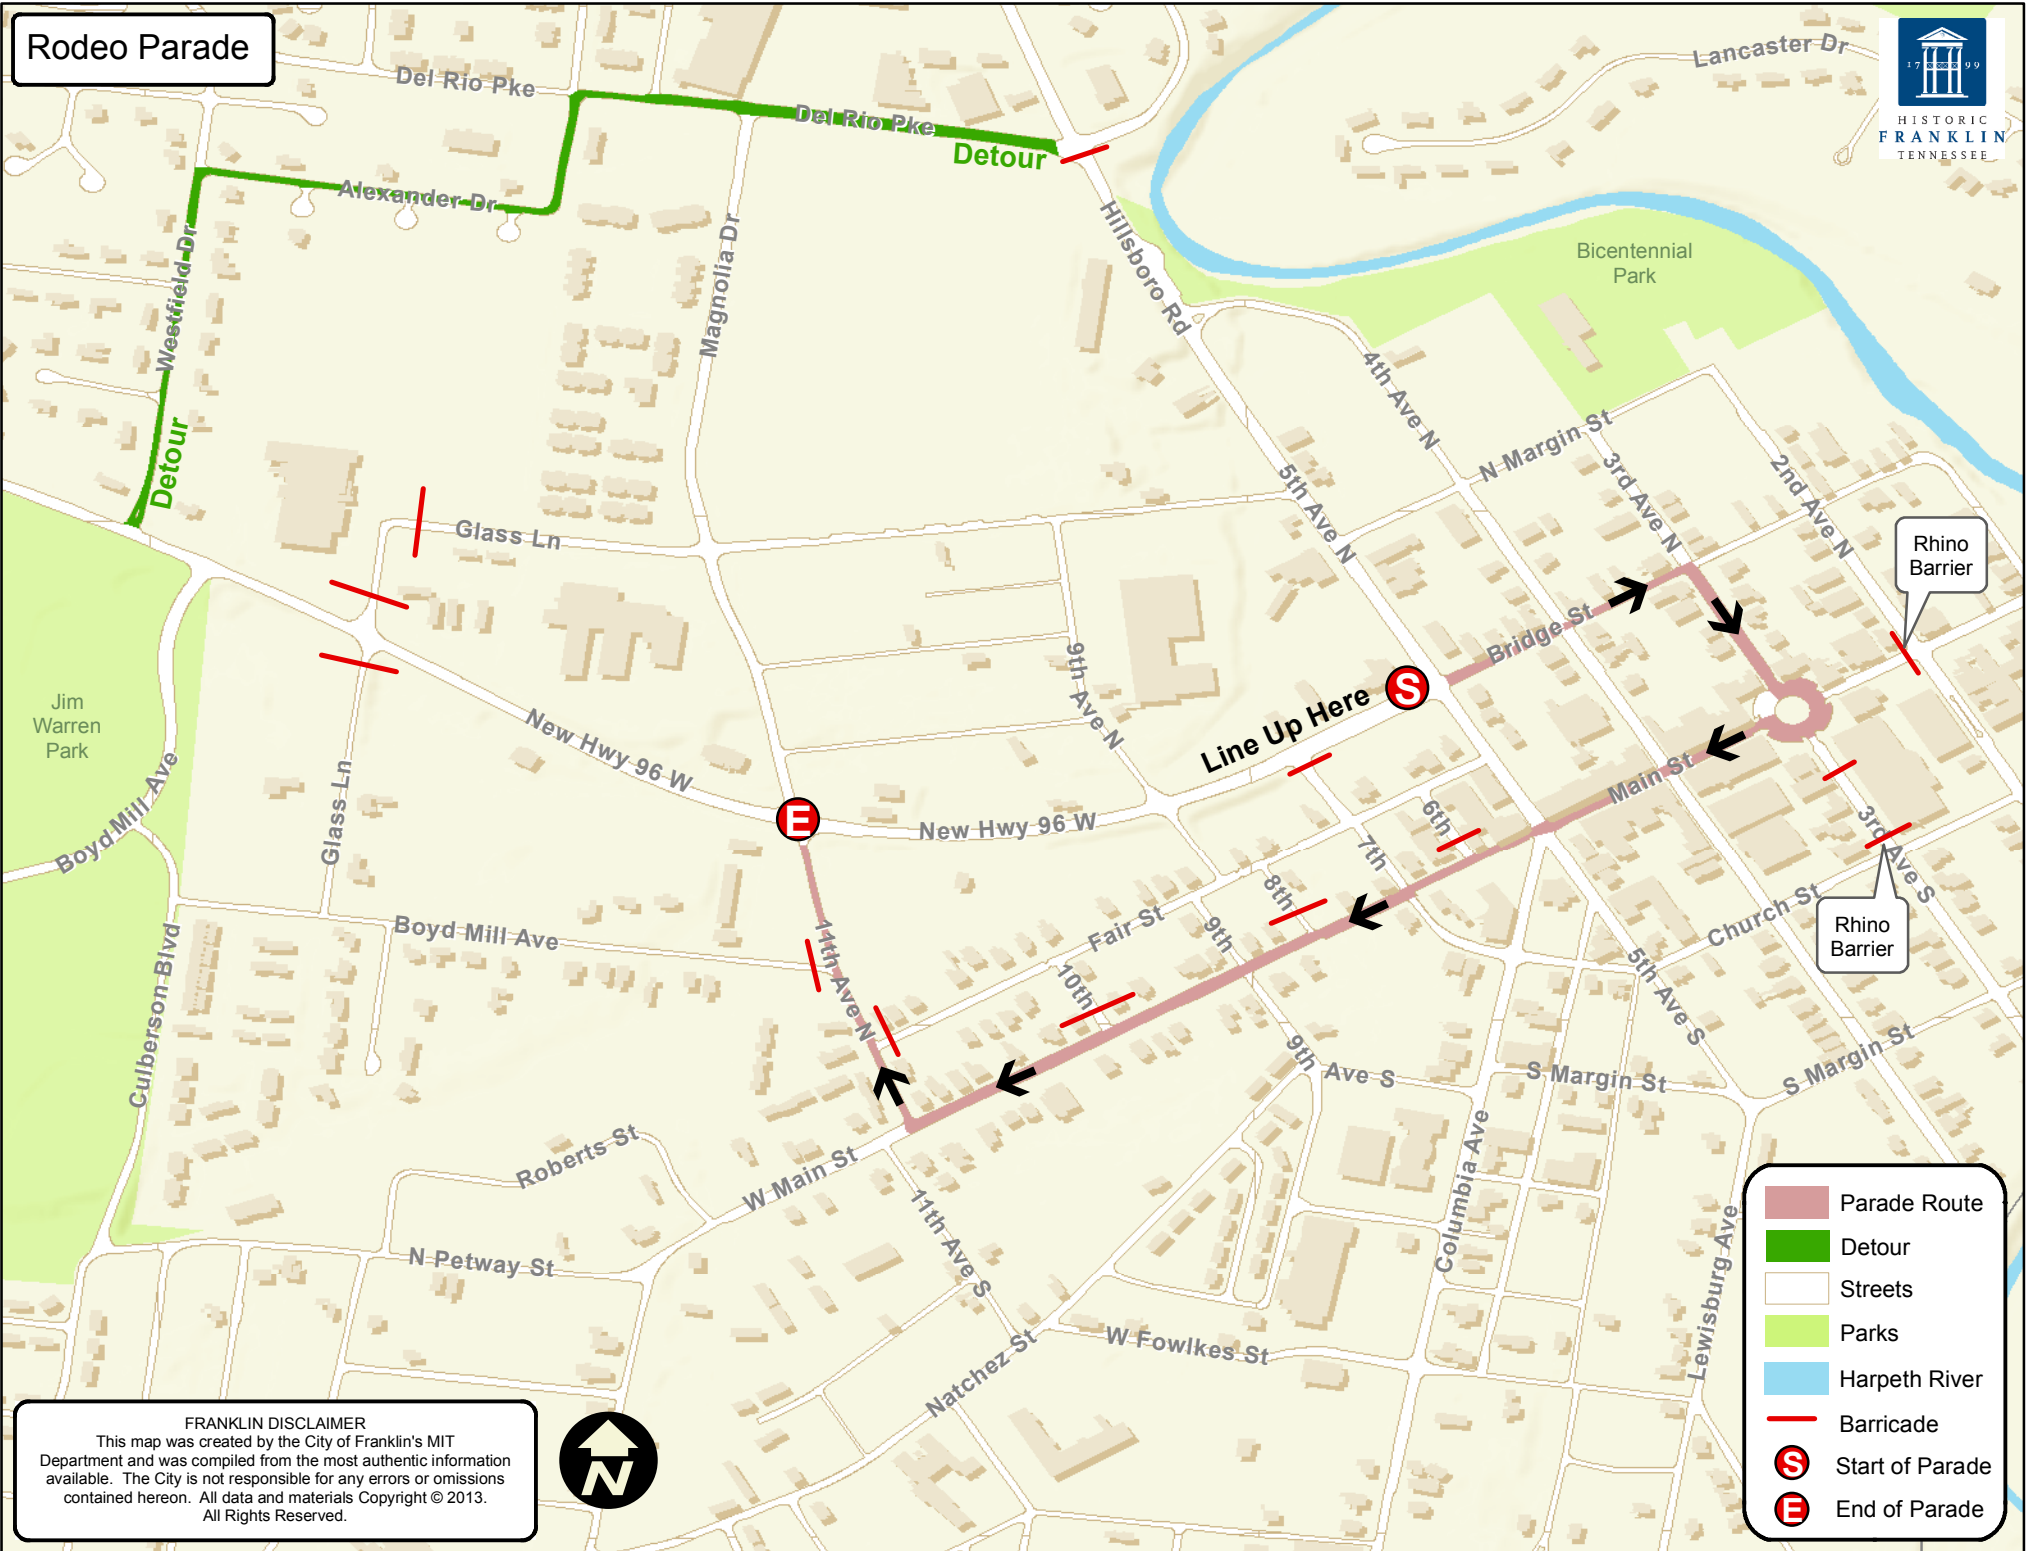 Rodeo Parade
Del Rio Pke
Del Rio Pke
Detour
Lancaster Dr
17 99
HISTORIC
FRANKLIN
TENNESSEE
Alexander Dr
Westfield Dr
Detour
Magnolia Dr
Hillsboro Rd
Bicentennial
Park
4th Ave N
N Margin St
3rd Ave N
2nd Ave N
5th Ave N
Glass Ln
Rhino
Barrier
Bridge St
9th Ave N
Line Up Here
S
Jim
Warren
Park
New Hwy 96 W
Main St
Boyd Mill Ave
Glass Ln
E
New Hwy 96 W
6th
7th
3rd Ave S
8th
Church St
Rhino
Barrier
Fair St
9th
Boyd Mill Ave
11th Ave N
10th
5th Ave S
Culberson Blvd
9th Ave S
S Margin St
S Margin St
Roberts St
W Main St
11th Ave S
Columbia Ave
Lewisburg Ave
N Petway St
W Fowlkes St
Natchez St
Parade Route
Detour
Streets
Parks
Harpeth River
Barricade
S Start of Parade
E End of Parade
FRANKLIN DISCLAIMER
This map was created by the City of Franklin's MIT
Department and was compiled from the most authentic information
available. The City is not responsible for any errors or omissions
contained hereon. All data and materials Copyright © 2013.
All Rights Reserved.
N